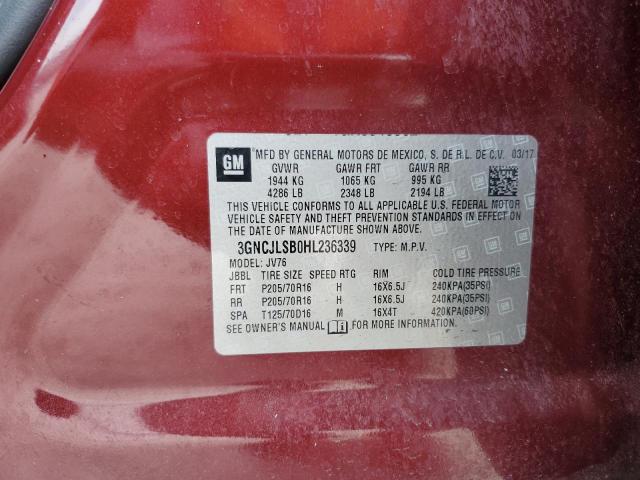 GM
MFD BY GENERAL MOTORS DE MEXICO, S. DE R.L. DE C.V. 03/17
GVWR GAWR FRT GAWR RR
1944 KG 1065 KG 995 KG
4286 LB 2348 LB 2194 LB
THIS VEHICLE CONFORMS TO ALL APPLICABLE U.S. FEDERAL MOTOR
VEHICLE SAFETY AND THEFT PREVENTION STANDARDS IN EFFECT ON
THE DATE OF MANUFACTURE SHOWN ABOVE.
3GNCJLSB0HL236339 TYPE: M.P.V.
MODEL: JV76
JBBL TIRE SIZE SPEED RTG RIM COLD TIRE PRESSURE
FRT P205/70R16 H 16X6.5J 240KPA(35PSI)
RR P205/70R16 H 16X6.5J 240KPA(35PSI)
SPA T125/70D16 M 16X4T 420KPA(60PSI)
SEE OWNER'S MANUAL FOR MORE INFORMATION.